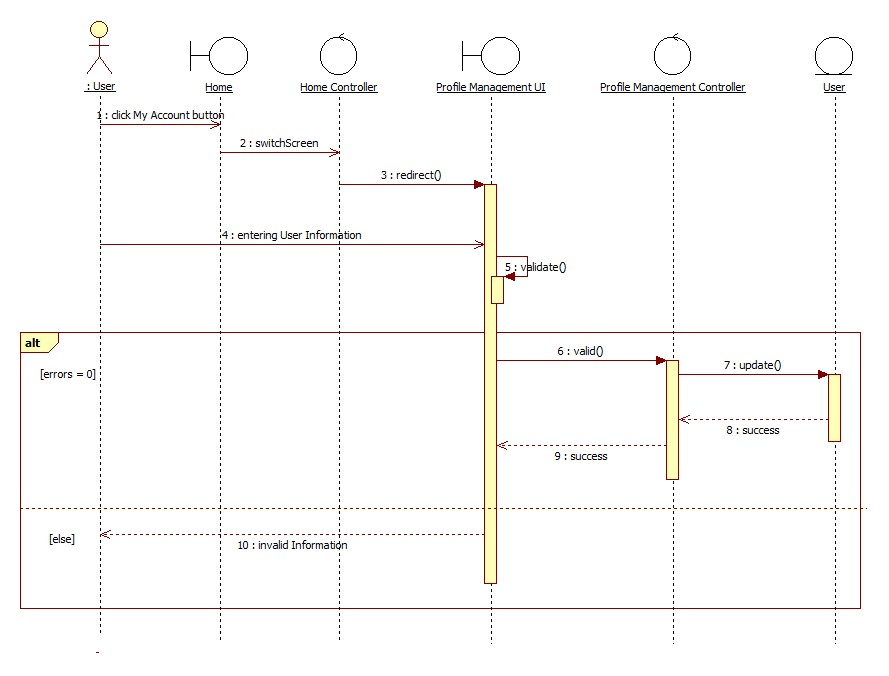 : User
Home
Home Controller
Profile Management UI
Profile Management Controller
User
1 : click My Account button
2 : switchScreen
3 : redirect()
4 : entering User Information
5 : validate()
alt
6 : valid()
7 : update()
[errors = 0]
8 : success
9 : success
[else]
10 : invalid Information